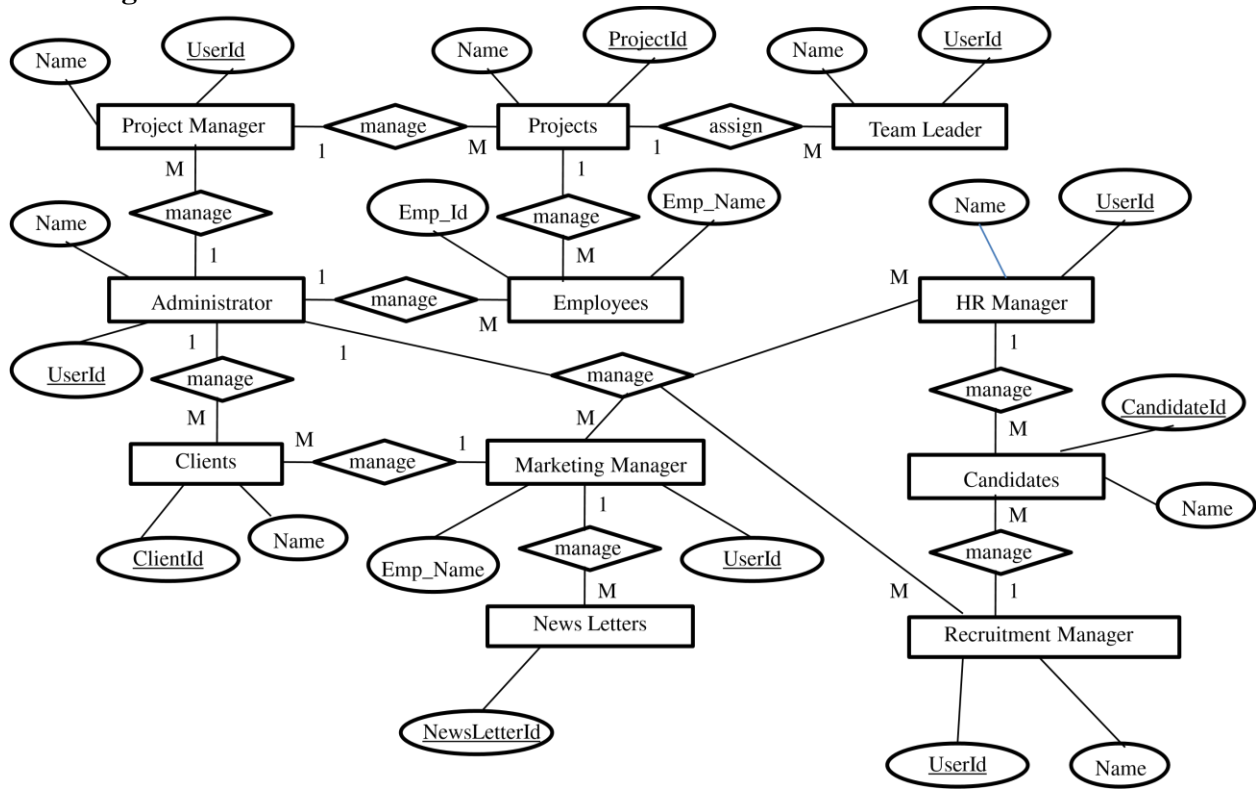 Name
UserId
Name
ProjectId
Name
UserId
Project Manager
manage
Projects
assign
Team Leader
1
M
1
M
M
1
manage
Emp_Id
manage
Emp_Name
Name
UserId
Name
1
1
M
M
Administrator
manage
Employees
HR Manager
M
1
1
1
UserId
manage
manage
manage
CandidateId
M
M
M
M
1
Clients
manage
Marketing Manager
Candidates
Name
1
M
ClientId
Name
Emp_Name
manage
UserId
manage
M
M
1
News Letters
Recruitment Manager
NewsLetterId
UserId
Name